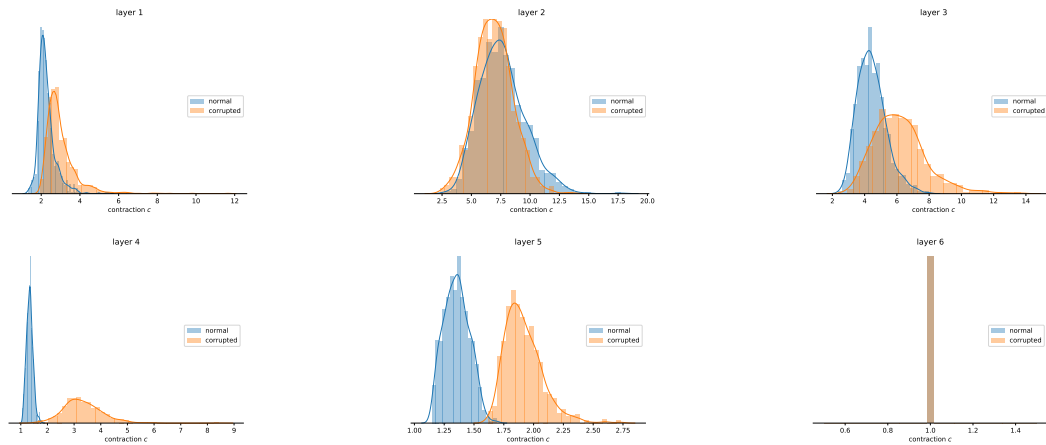 layer 1
normal
corrupted
2 4 6 8 10 12
contraction c
layer 2
normal
corrupted
2.5 5.0 7.5 10.0 12.5 15.0 17.5 20.0
contraction c
layer 3
normal
corrupted
2 4 6 8 10 12 14
contraction c
layer 4
normal
corrupted
1 2 3 4 5 6 7 8 9
contraction c
layer 5
normal
corrupted
1.00 1.25 1.50 1.75 2.00 2.25 2.50 2.75
contraction c
layer 6
normal
corrupted
0.6 0.8 1.0 1.2 1.4
contraction c